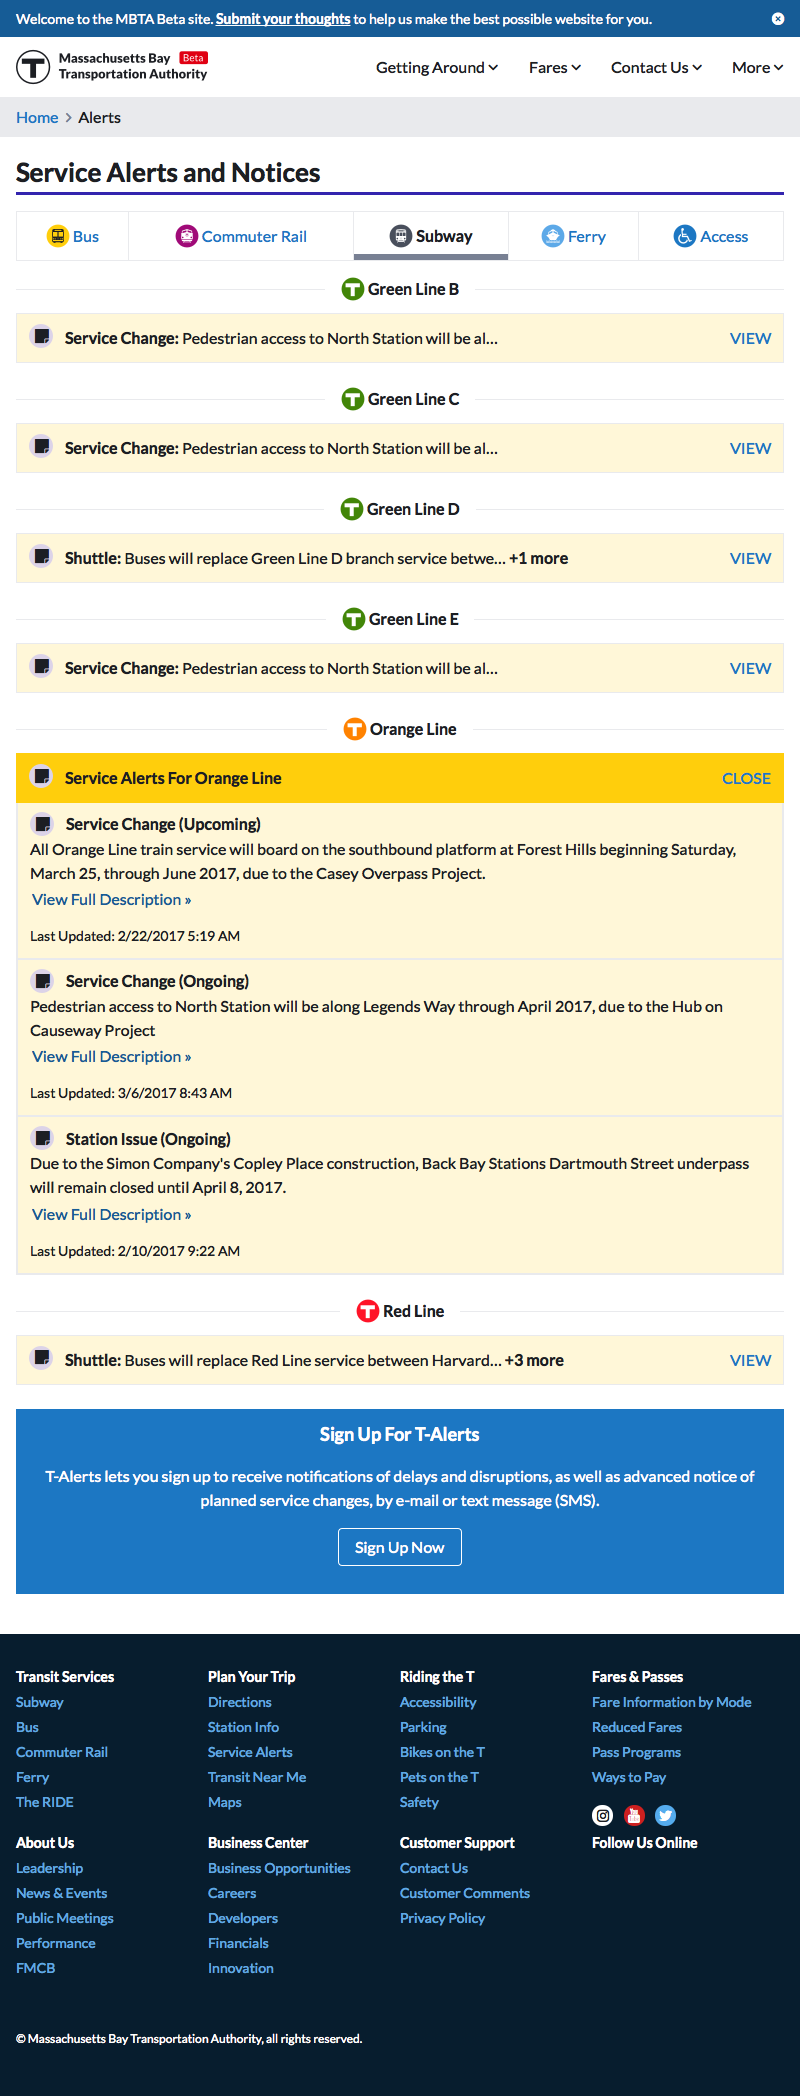 Welcome to the MBTA Beta site. Submit your thoughts to help us make the best possible website for you.
Massachusetts Bay Beta
Transportation Authority
Getting Around Fares Contact Us More
Home Alerts
Service Alerts and Notices
Bus Commuter Rail Subway Ferry Access
T Green Line B
Service Change: Pedestrian access to North Station will be al... VIEW
T Green Line C
Service Change: Pedestrian access to North Station will be al... VIEW
T Green Line D
Shuttle: Buses will replace Green Line D branch service betwe... +1 more VIEW
T Green Line E
Service Change: Pedestrian access to North Station will be al... VIEW
T Orange Line
Service Alerts For Orange Line CLOSE
Service Change (Upcoming)
All Orange Line train service will board on the southbound platform at Forest Hills beginning Saturday,
March 25, through June 2017, due to the Casey Overpass Project.
View Full Description »
Last Updated: 2/22/2017 5:19 AM
Service Change (Ongoing)
Pedestrian access to North Station will be along Legends Way through April 2017, due to the Hub on
Causeway Project
View Full Description »
Last Updated: 3/6/2017 8:43 AM
Station Issue (Ongoing)
Due to the Simon Company's Copley Place construction, Back Bay Stations Dartmouth Street underpass
will remain closed until April 8, 2017.
View Full Description »
Last Updated: 2/10/2017 9:22 AM
T Red Line
Shuttle: Buses will replace Red Line service between Harvard... +3 more VIEW
Sign Up For T-Alerts
T-Alerts lets you sign up to receive notifications of delays and disruptions, as well as advanced notice of
planned service changes, by e-mail or text message (SMS).
Sign Up Now
Transit Services
Subway
Bus
Commuter Rail
Ferry
The RIDE
Plan Your Trip
Directions
Station Info
Service Alerts
Transit Near Me
Maps
Riding the T
Accessibility
Parking
Bikes on the T
Pets on the T
Safety
Fares & Passes
Fare Information by Mode
Reduced Fares
Pass Programs
Ways to Pay
Follow Us Online
About Us
Leadership
News & Events
Public Meetings
Performance
FMCB
Business Center
Business Opportunities
Careers
Developers
Financials
Innovation
Customer Support
Contact Us
Customer Comments
Privacy Policy
© Massachusetts Bay Transportation Authority, all rights reserved.